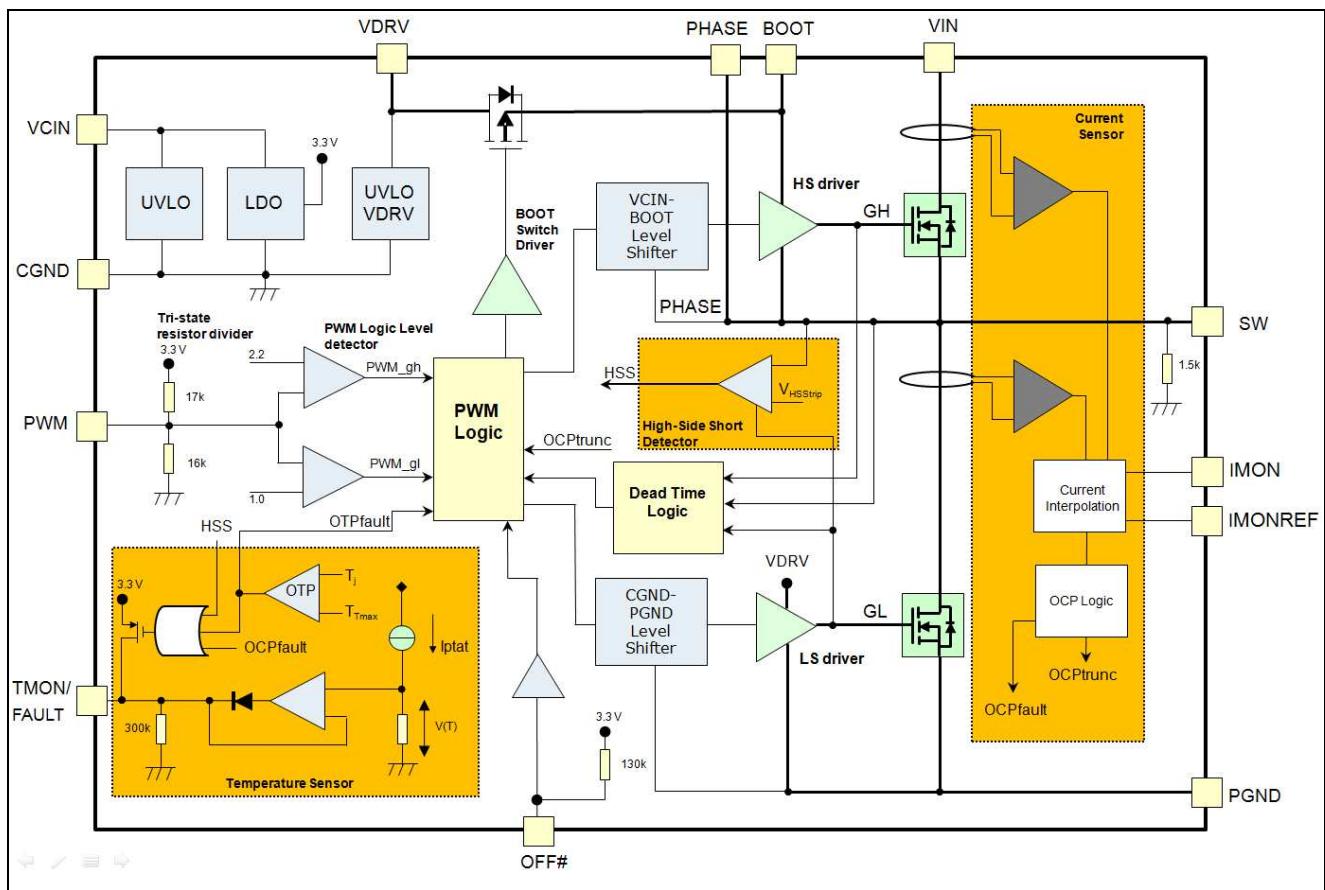 VDRV
PHASE
BOOT
VIN
VCIN
3.3 V
UVLO
LDO
UVLO
VDRV
CGND
BOOT
Switch
Driver
VCIN-
BOOT
Level
Shifter
HS driver
GH
Current
Sensor
PHASE
SW
1.5k
Tri-state
resistor divider
3.3 V
17k
16k
PWM
PWM Logic Level
detector
2.2
PWM_gh
PWM_gl
1.0
PWM
Logic
HSS
VHSStrip
High-Side Short
Detector
OCPtrunc
Dead Time
Logic
Current
Interpolation
IMON
IMONREF
OCP Logic
OCPtrunc
OCPfault
HSS
OTPfault
3.3 V
OTP
Tj
TTmax
OCPfault
Iptat
V(T)
TMON/
FAULT
300k
Temperature Sensor
CGND-
PGND
Level
Shifter
VDRV
LS driver
GL
3.3 V
130k
OFF#
PGND